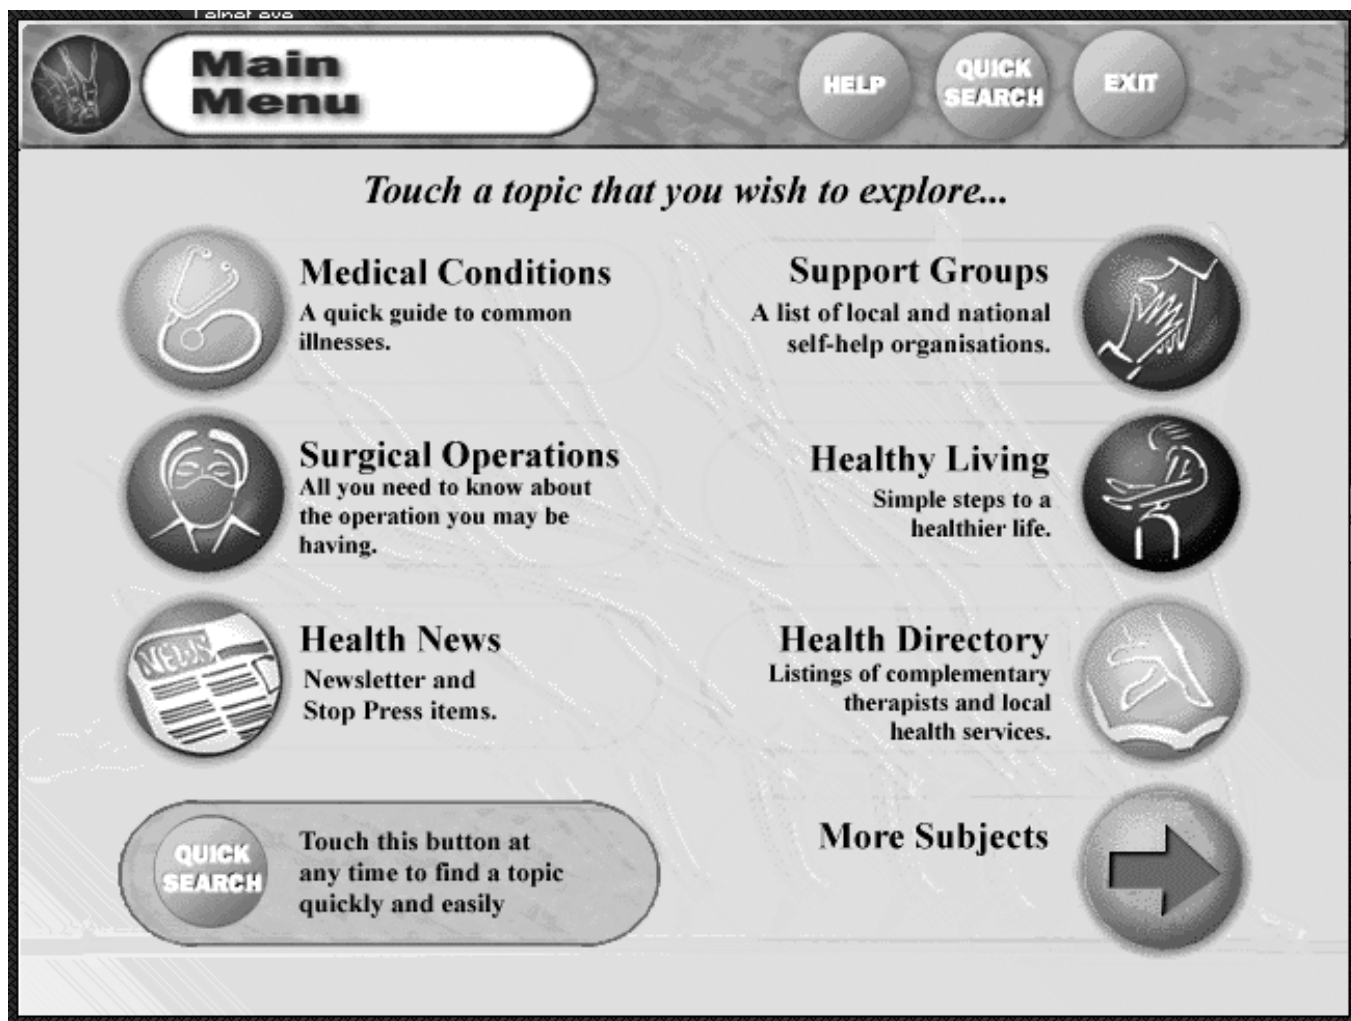 Main
Menu
HELP
QUICK
SEARCH
EXIT
Touch a topic that you wish to explore...
Medical Conditions
A quick guide to common
illnesses.
Surgical Operations
All you need to know about
the operation you may be
having.
NEWS
Health News
Newsletter and
Stop Press items.
QUICK
SEARCH
Touch this button at
any time to find a topic
quickly and easily
Support Groups
A list of local and national
self-help organisations.
Healthy Living
Simple steps to a
healthier life.
Health Directory
Listings of complementary
therapists and local
health services.
More Subjects